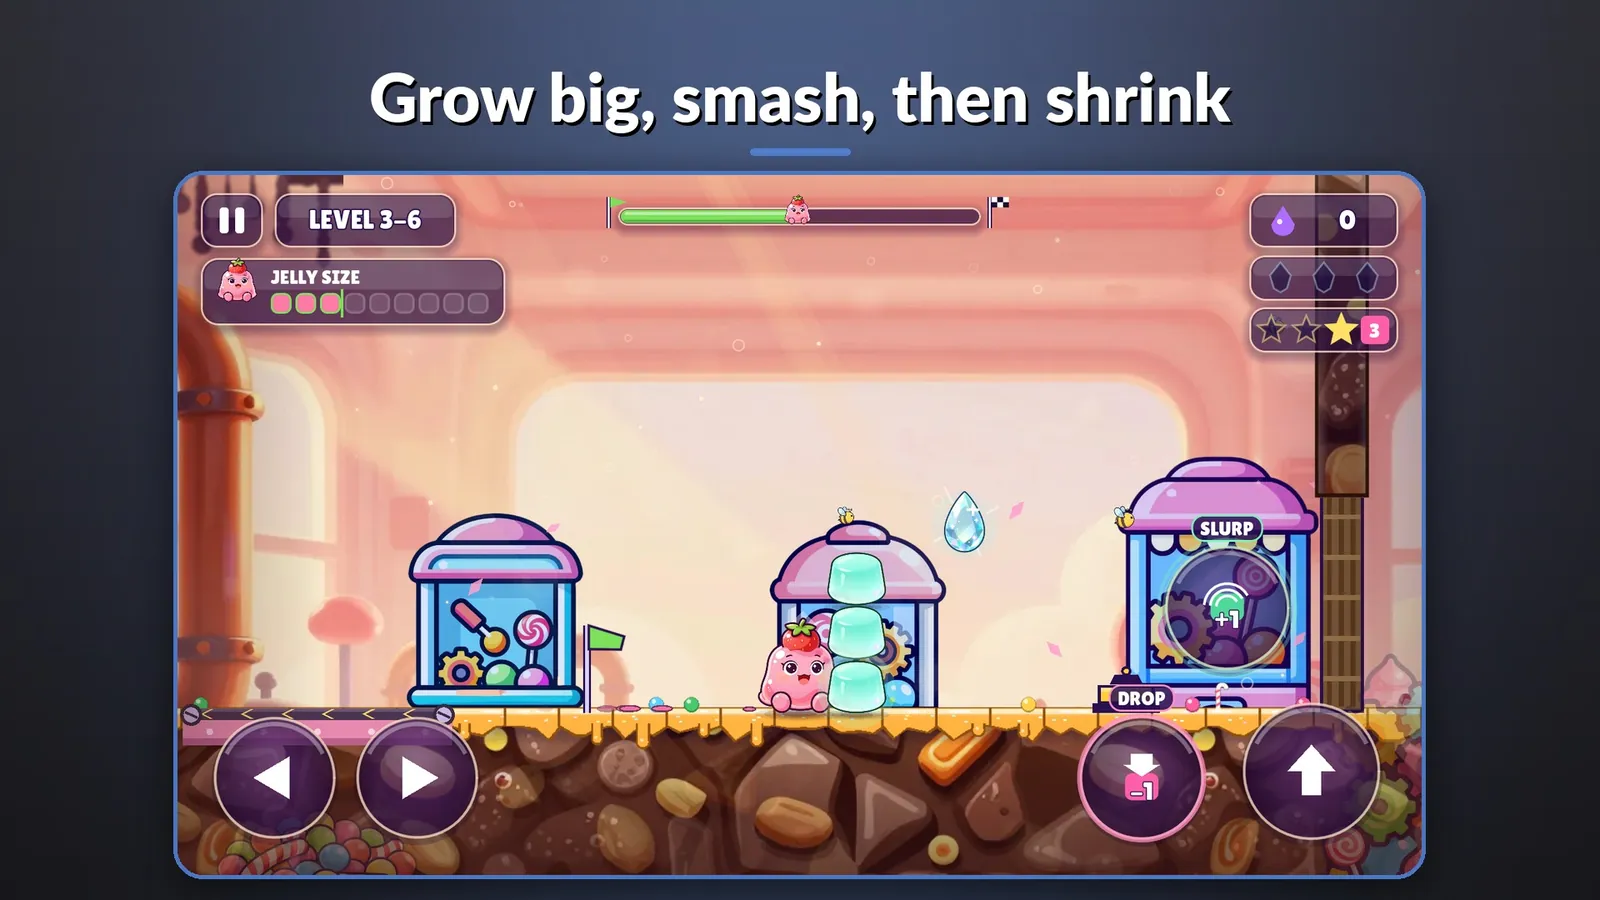 Grow big, smash, then shrink
LEVEL 3-6
0
JELLY SIZE
3
SLURP
+1
DROP
-1